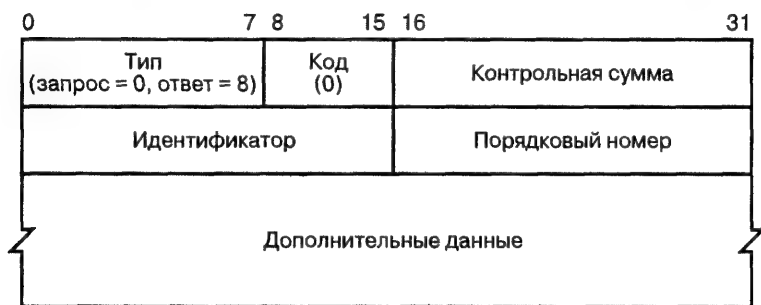 0 7 8 15 16 31
Тип Код Контрольная сумма
(запрос = 0, ответ = 8) (0)
Идентификатор Порядковый номер
Дополнительные данные